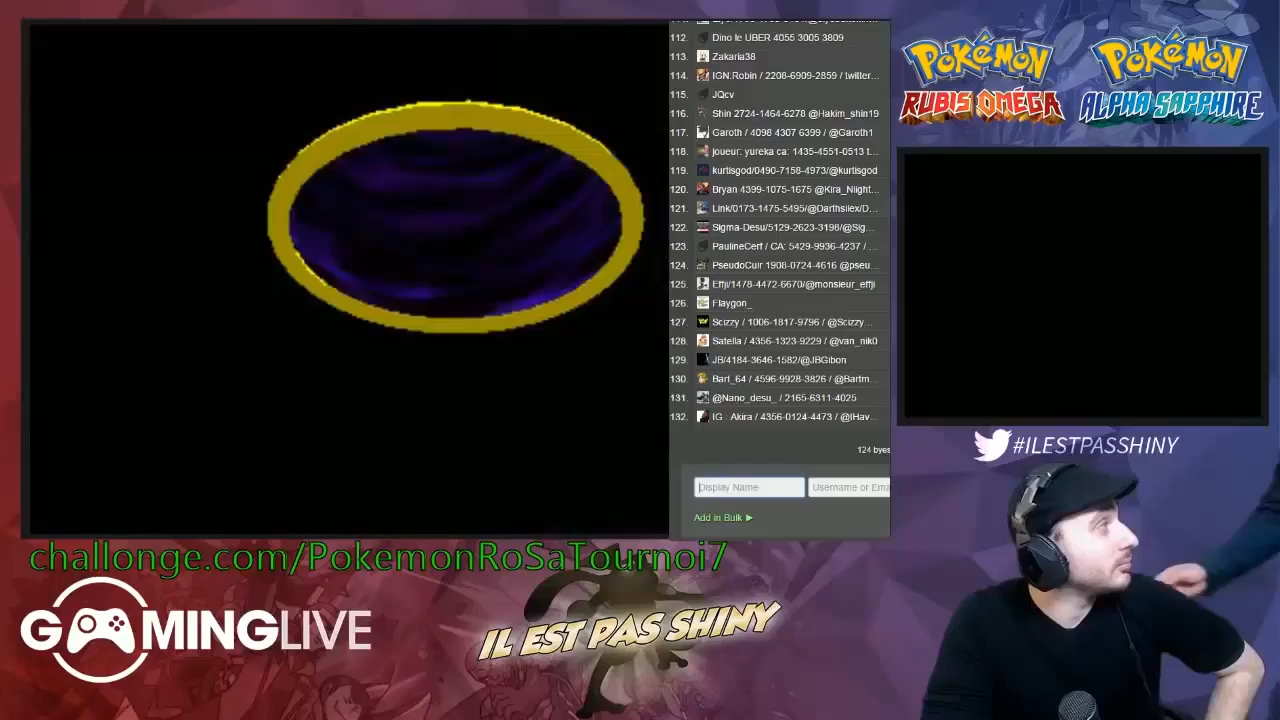 112. Dino le UBER 4055 3005 3809
113. Zakaria38
114. IGN:Robin / 2208-6909-2859 / twitter...
115. JQcv
116. Shin 2724-1464-6278 @Hakim_shin19
117. Garoth / 4098 4307 6399 / @Garoth1
118. joueur: yureka ca: 1435-4551-0513 t...
119. kurtisgod/0490-7158-4973/@kurtisgod
120. Bryan 4399-1075-1675 @Kira_Niight...
121. Link/0173-1475-5495/@Darthsilex/D...
122. Sigma-Desu/5129-2623-3198/@Sig...
123. PaulineCerf / CA: 5429-9936-4237 / ...
124. PseudoCuir 1908-0724-4616 @pseu...
125. Effji/1478-4472-6670/@monsieur_effji
126. Flaygon_
127. Scizzy / 1006-1817-9796 / @Scizzy...
128. Satella / 4356-1323-9229 / @van_nik0
129. JB/4184-3646-1582/@JBGibon
130. Bart_64 / 4596-9928-3826 / @Bartm...
131. @Nano_desu_ / 2165-6311-4025
132. IG : Akira / 4356-0124-4473 / @IHav...
124 byes
Display Name
Username or Ema
Add in Bulk ►
POKéMON
RUBIS OMÉGA
POKéMON
ALPHA SAPPHIRE
#ILESTPASSHINY
challonge.com/PokemonRoSaTournoi7
GAMINGLIVE
IL EST PAS SHINY